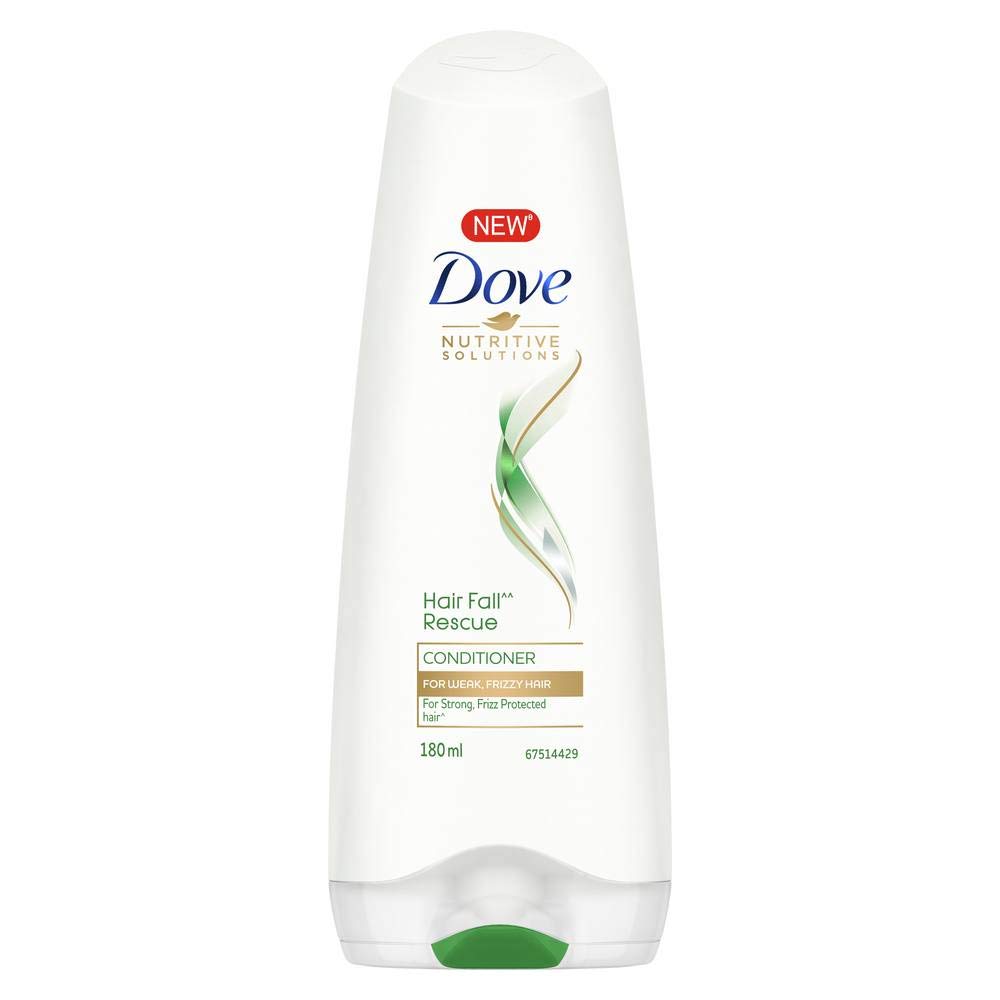 NEW®
Dove
NUTRITIVE
SOLUTIONS
Hair Fall^^
Rescue
CONDITIONER
FOR WEAK, FRIZZY HAIR
For Strong, Frizz Protected
hair^
180 ml
67514429